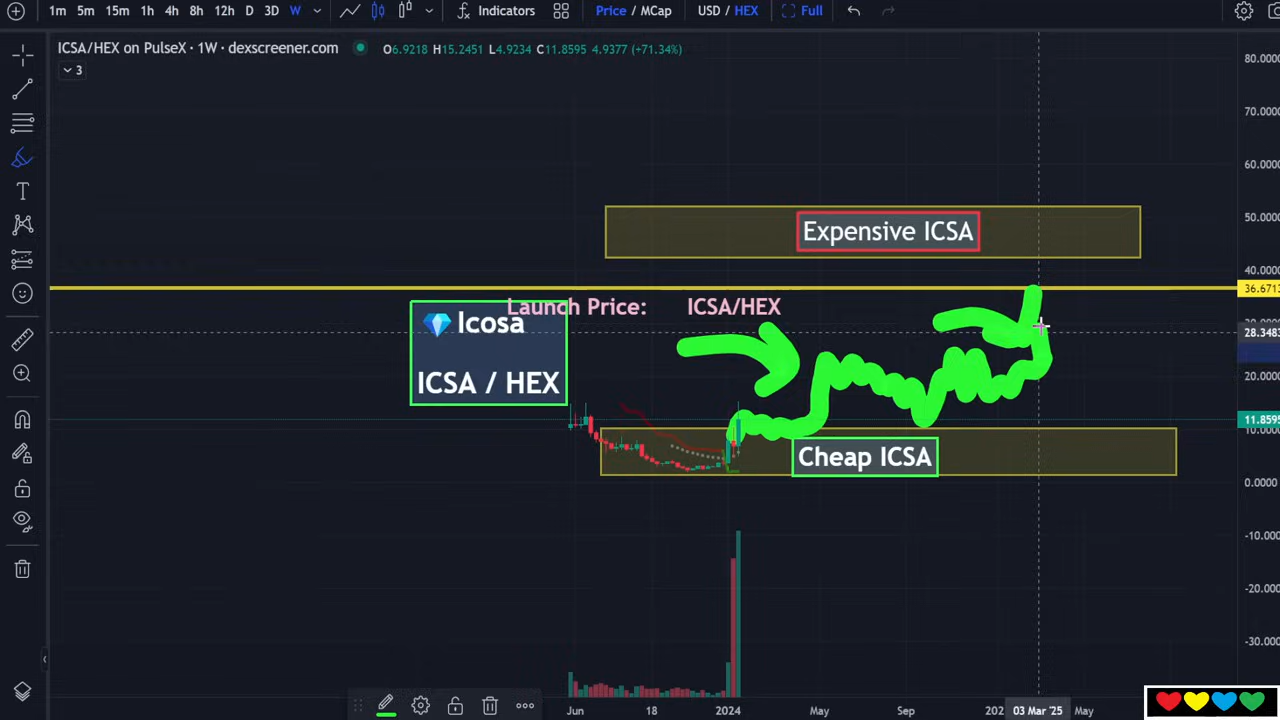 1m 5m 15m 1h 4h 8h 12h D 3D W Indicators Price / MCap USD / HEX Full
ICSA/HEX on PulseX · 1W · dexscreener.com O6.9218 H15.2451 L4.9234 C11.8595 4.9377 (+71.34%)
3
80.0000
70.0000
60.0000
50.0000
Expensive ICSA
40.0000
36.6713
Launch Price: ICSA/HEX
Icosa
28.3483
20.0000
ICSA / HEX
11.8595
Cheap ICSA
0.0000
-10.0000
-20.0000
-30.0000
Jun 18 2024 May Sep 03 Mar '25 May